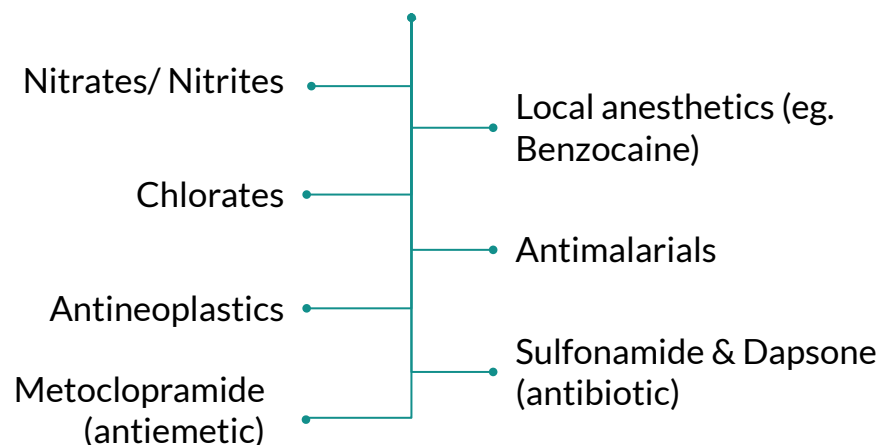 Nitrates/ Nitrites
Local anesthetics (eg.
Benzocaine)
Chlorates
Antimalarials
Antineoplastics
Sulfonamide & Dapsone
(antibiotic)
Metoclopramide
(antiemetic)